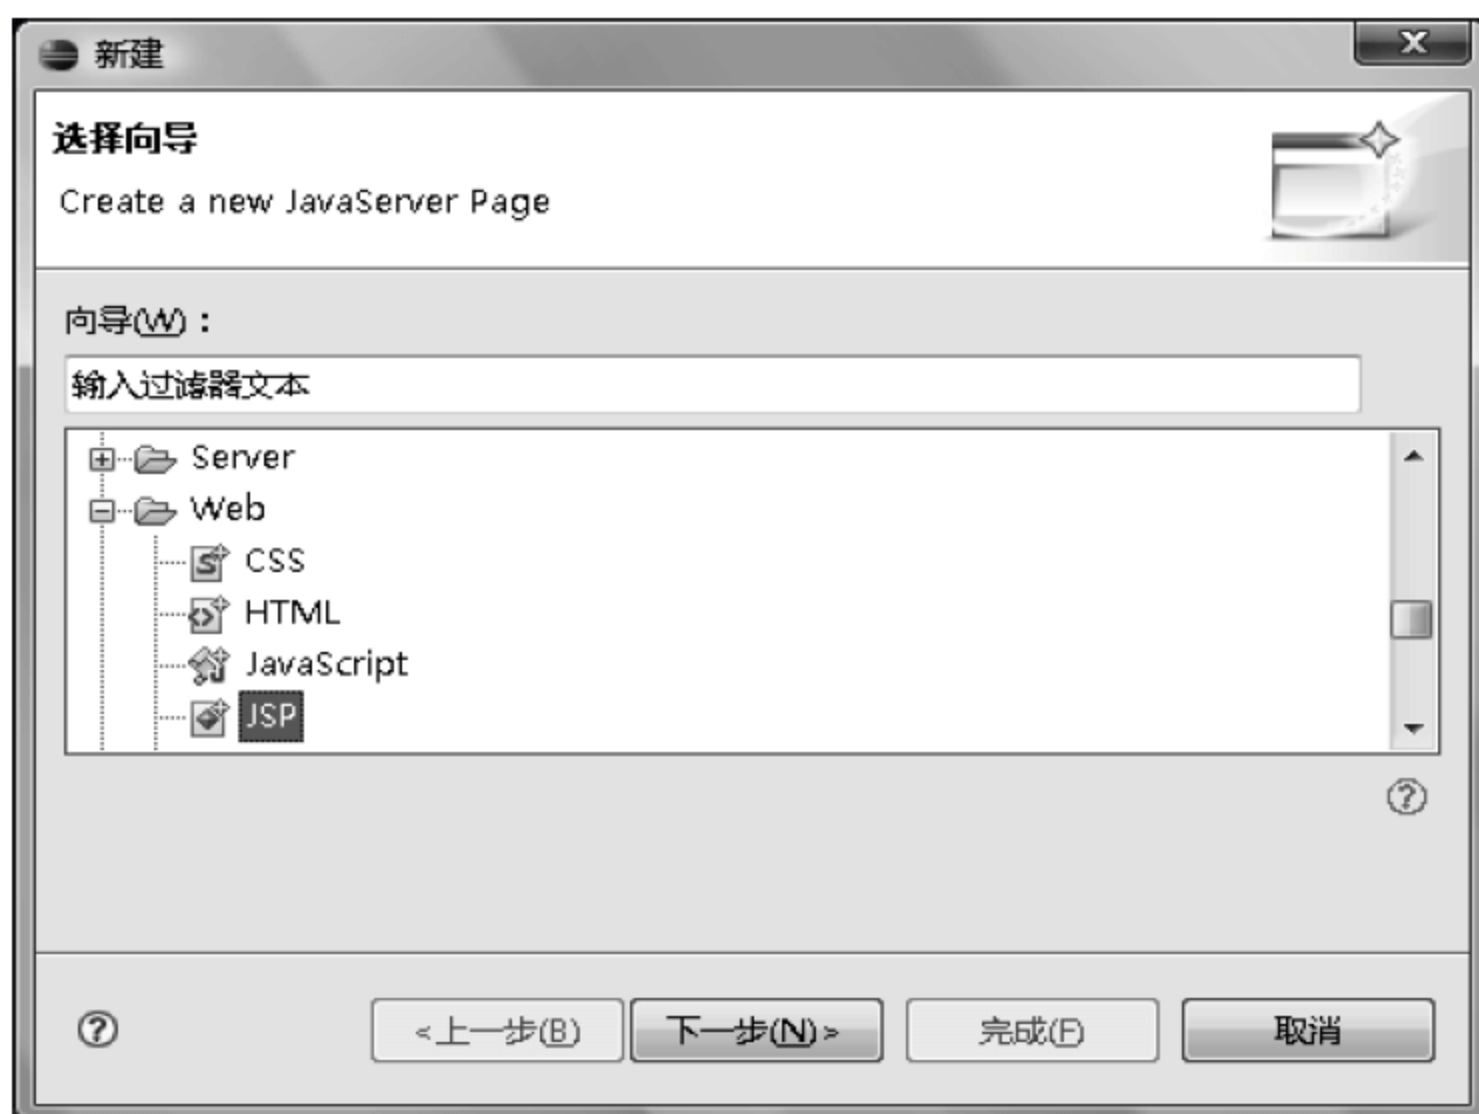 新建
选择向导
Create a new JavaServer Page
向导(W)：
输入过滤器文本
Server
Web
CSS
HTML
JavaScript
JSP
<上一步(B) 下一步(N)> 完成(F) 取消